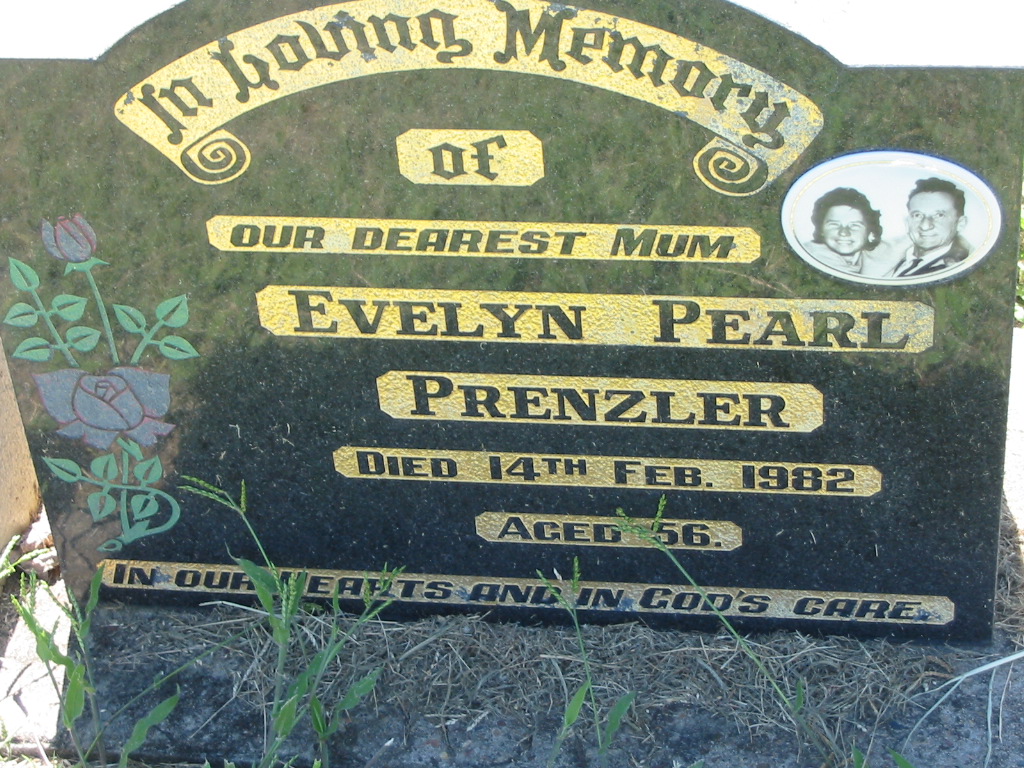 In Loving Memory
of
OUR DEAREST MUM
EVELYN PEARL
PRENZLER
DIED 14TH FEB. 1982
AGED 56.
IN OUR HEARTS AND IN GOD'S CARE.